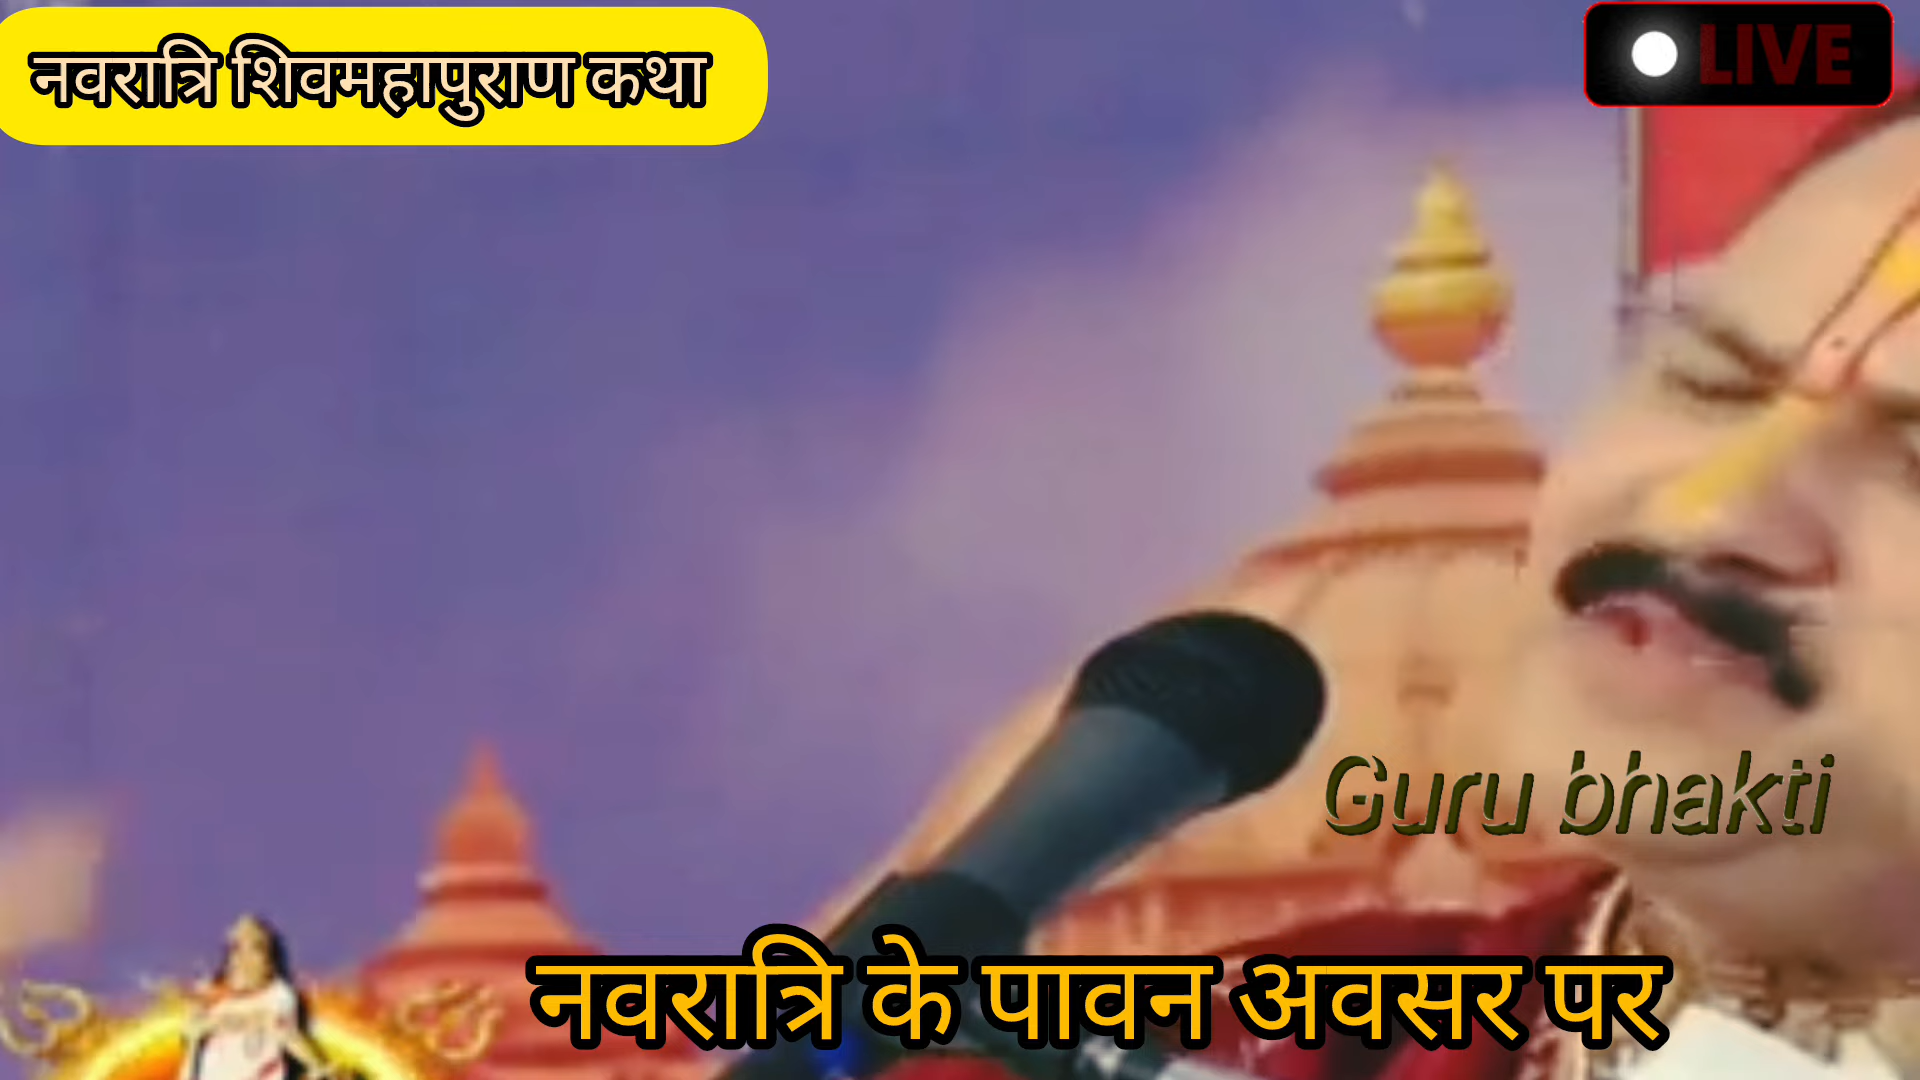 नवरात्रि शिवमहापुराण कथा
LIVE
Guru bhakti
नवरात्रि के पावन अवसर पर